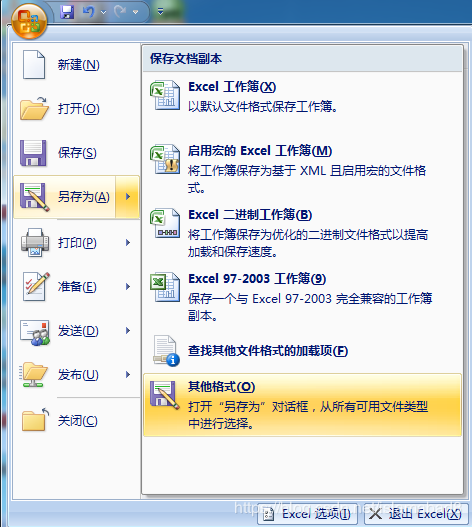 新建(N)
打开(O)
保存(S)
另存为(A)
打印(P)
准备(E)
发送(D)
发布(U)
关闭(C)
保存文档副本
Excel 工作簿(X)
以默认文件格式保存工作簿。
启用宏的 Excel 工作簿(M)
将工作簿保存为基于 XML 且启用宏的文件格
式。
Excel 二进制工作簿(B)
将工作簿保存为优化的二进制文件格式以提高
加载和保存速度。
Excel 97-2003 工作簿(9)
保存一个与 Excel 97-2003 完全兼容的工作簿
副本。
查找其他文件格式的加载项(F)
其他格式(O)
打开“另存为”对话框，从所有可用文件类型
中进行选择。
Excel 选项(I)
退出 Excel(X)